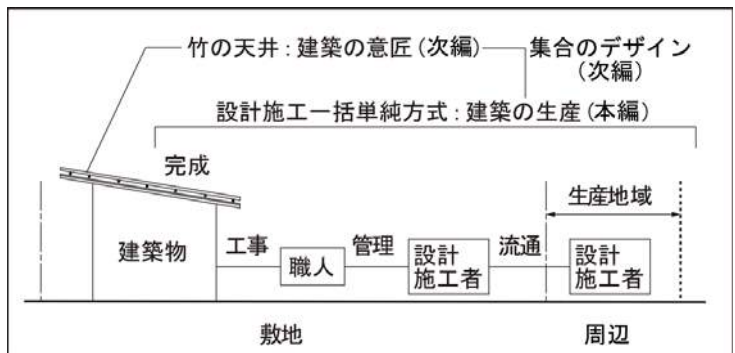 竹の天井：建築の意匠(次編)
集合のデザイン
(次編)
設計施工一括単純方式：建築の生産(本編)
完成
生産地域
建築物
工事
職人
管理
設計
施工者
流通
設計
施工者
敷地
周辺